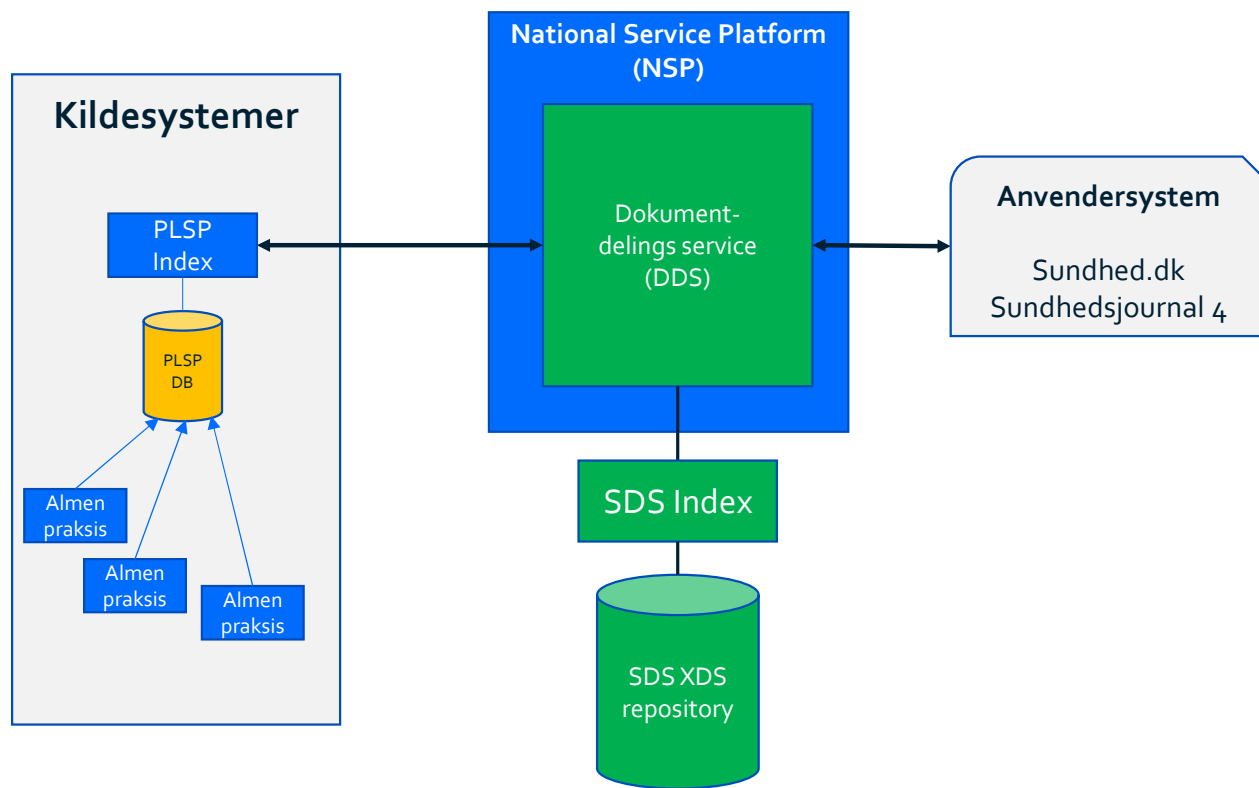 National Service Platform
(NSP)
Kildesystemer
PLSP
Index
PLSP
DB
Almen
praksis
Almen
praksis
Almen
praksis
Dokument-
delings service
(DDS)
SDS Index
SDS XDS
repository
Anvendersystem
Sundhed.dk
Sundhedsjournal 4